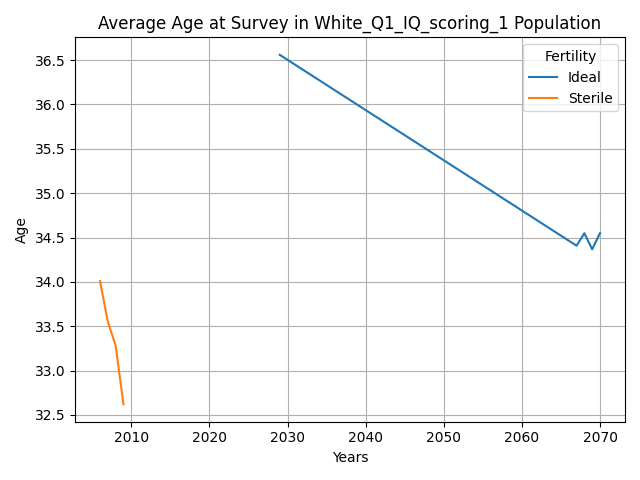 Average Age at Survey in White_Q1_IQ_scoring_1 Population
Fertility
Ideal
Sterile
Age
36.5
36.0
35.5
35.0
34.5
34.0
33.5
33.0
32.5
2010
2020
2030
2040
2050
2060
2070
Years